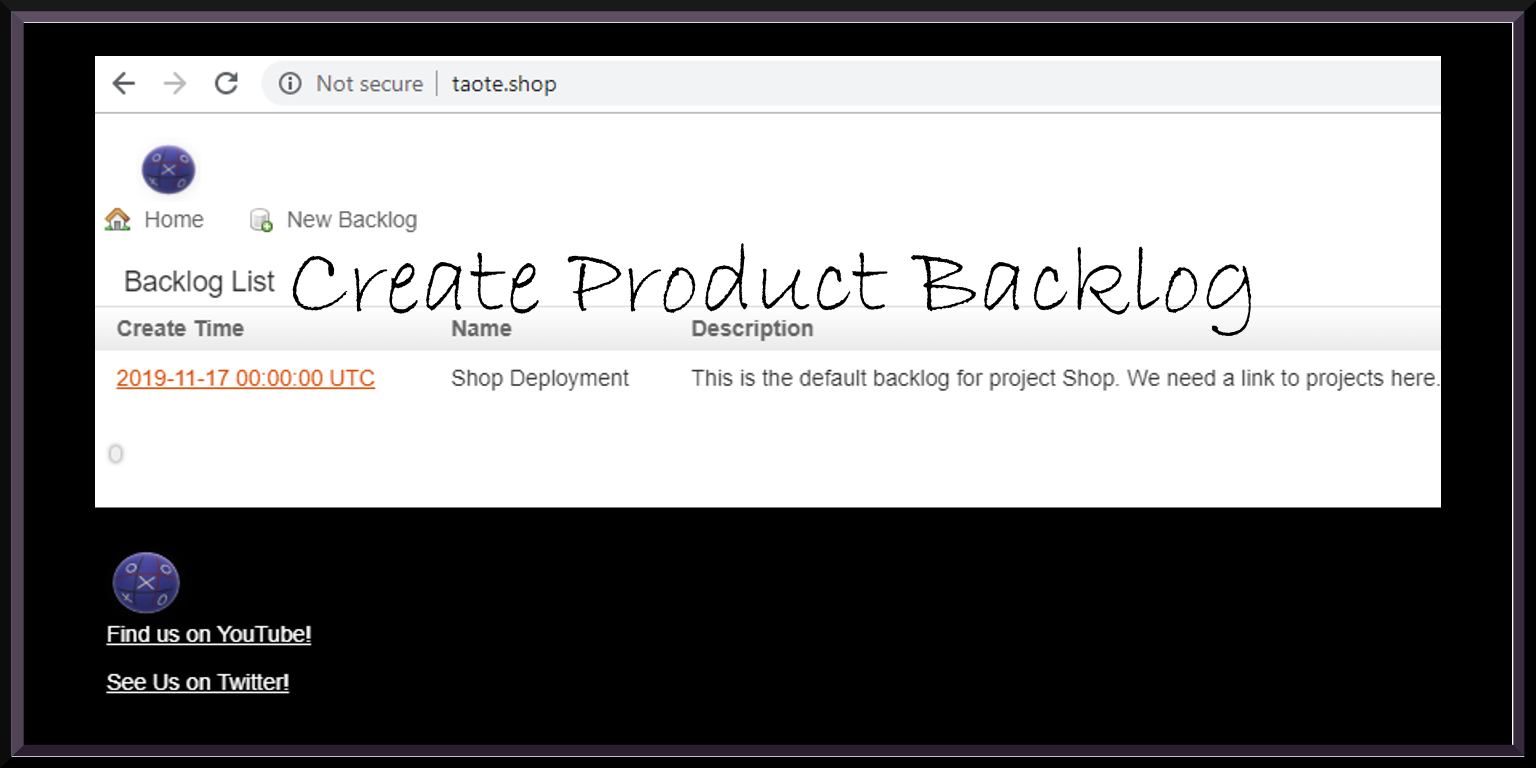 Not secure | taote.shop
Home New Backlog
Backlog List
Create Product Backlog
Create Time Name Description
2019-11-17 00:00:00 UTC Shop Deployment This is the default backlog for project Shop. We need a link to projects here.
0
Find us on YouTube!
See Us on Twitter!